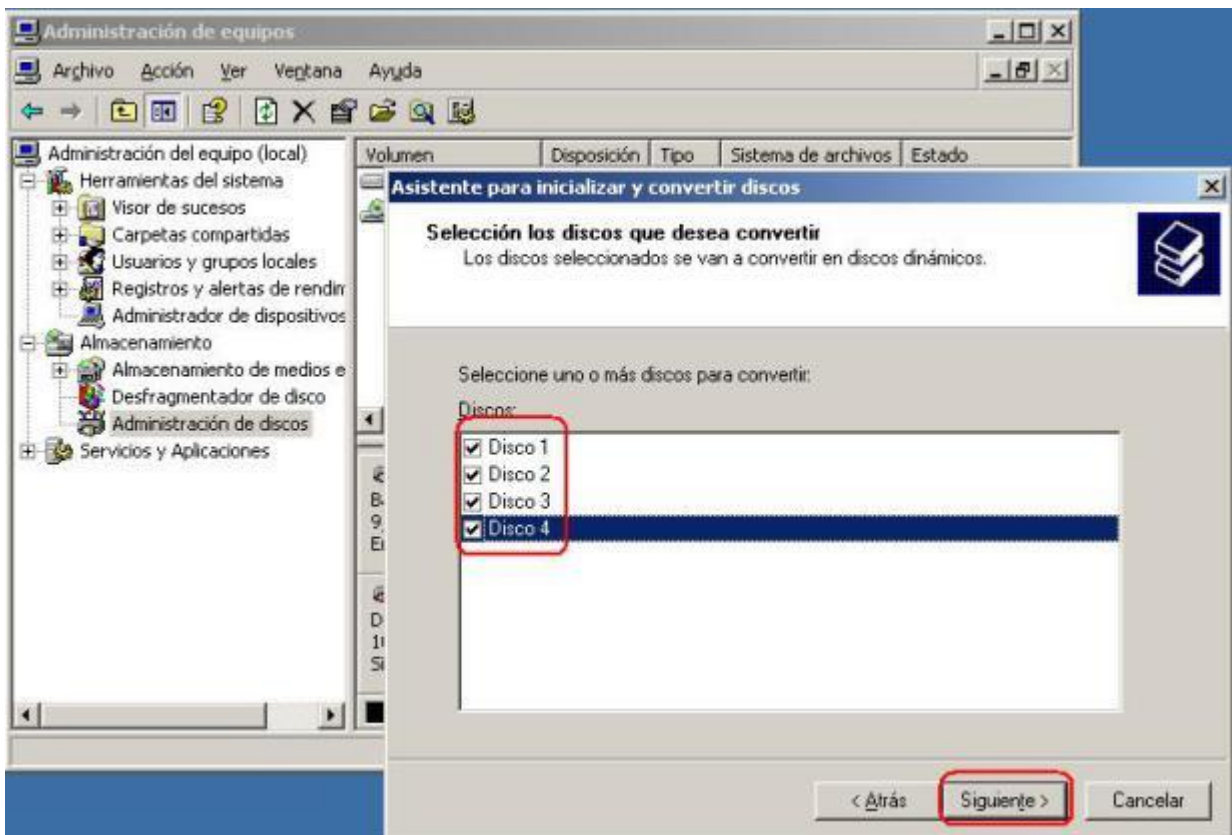 Administración de equipos
Archivo Acción Ver Ventana Ayuda
Administración del equipo (local)
Herramientas del sistema
Visor de sucesos
Carpetas compartidas
Usuarios y grupos locales
Registros y alertas de rendim
Administrador de dispositivos
Almacenamiento
Almacenamiento de medios e
Desfragmentador de disco
Administración de discos
Servicios y Aplicaciones
Volumen Disposición Tipo Sistema de archivos Estado
Asistente para inicializar y convertir discos
Selección los discos que desea convertir
Los discos seleccionados se van a convertir en discos dinámicos.
Seleccione uno o más discos para convertir:
Discos:
Disco 1
Disco 2
Disco 3
Disco 4
< Atrás Siguiente > Cancelar